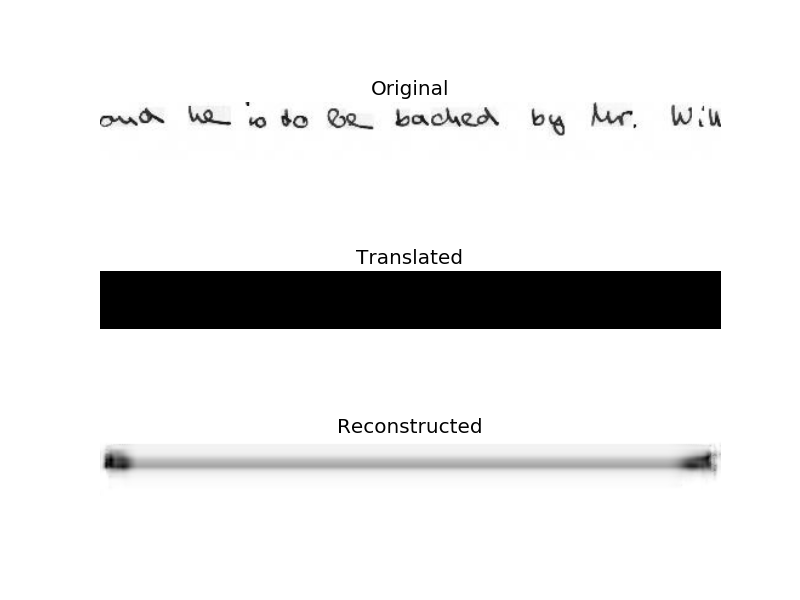 Original
and he is to be backed by Mr. Will
Translated
Reconstructed